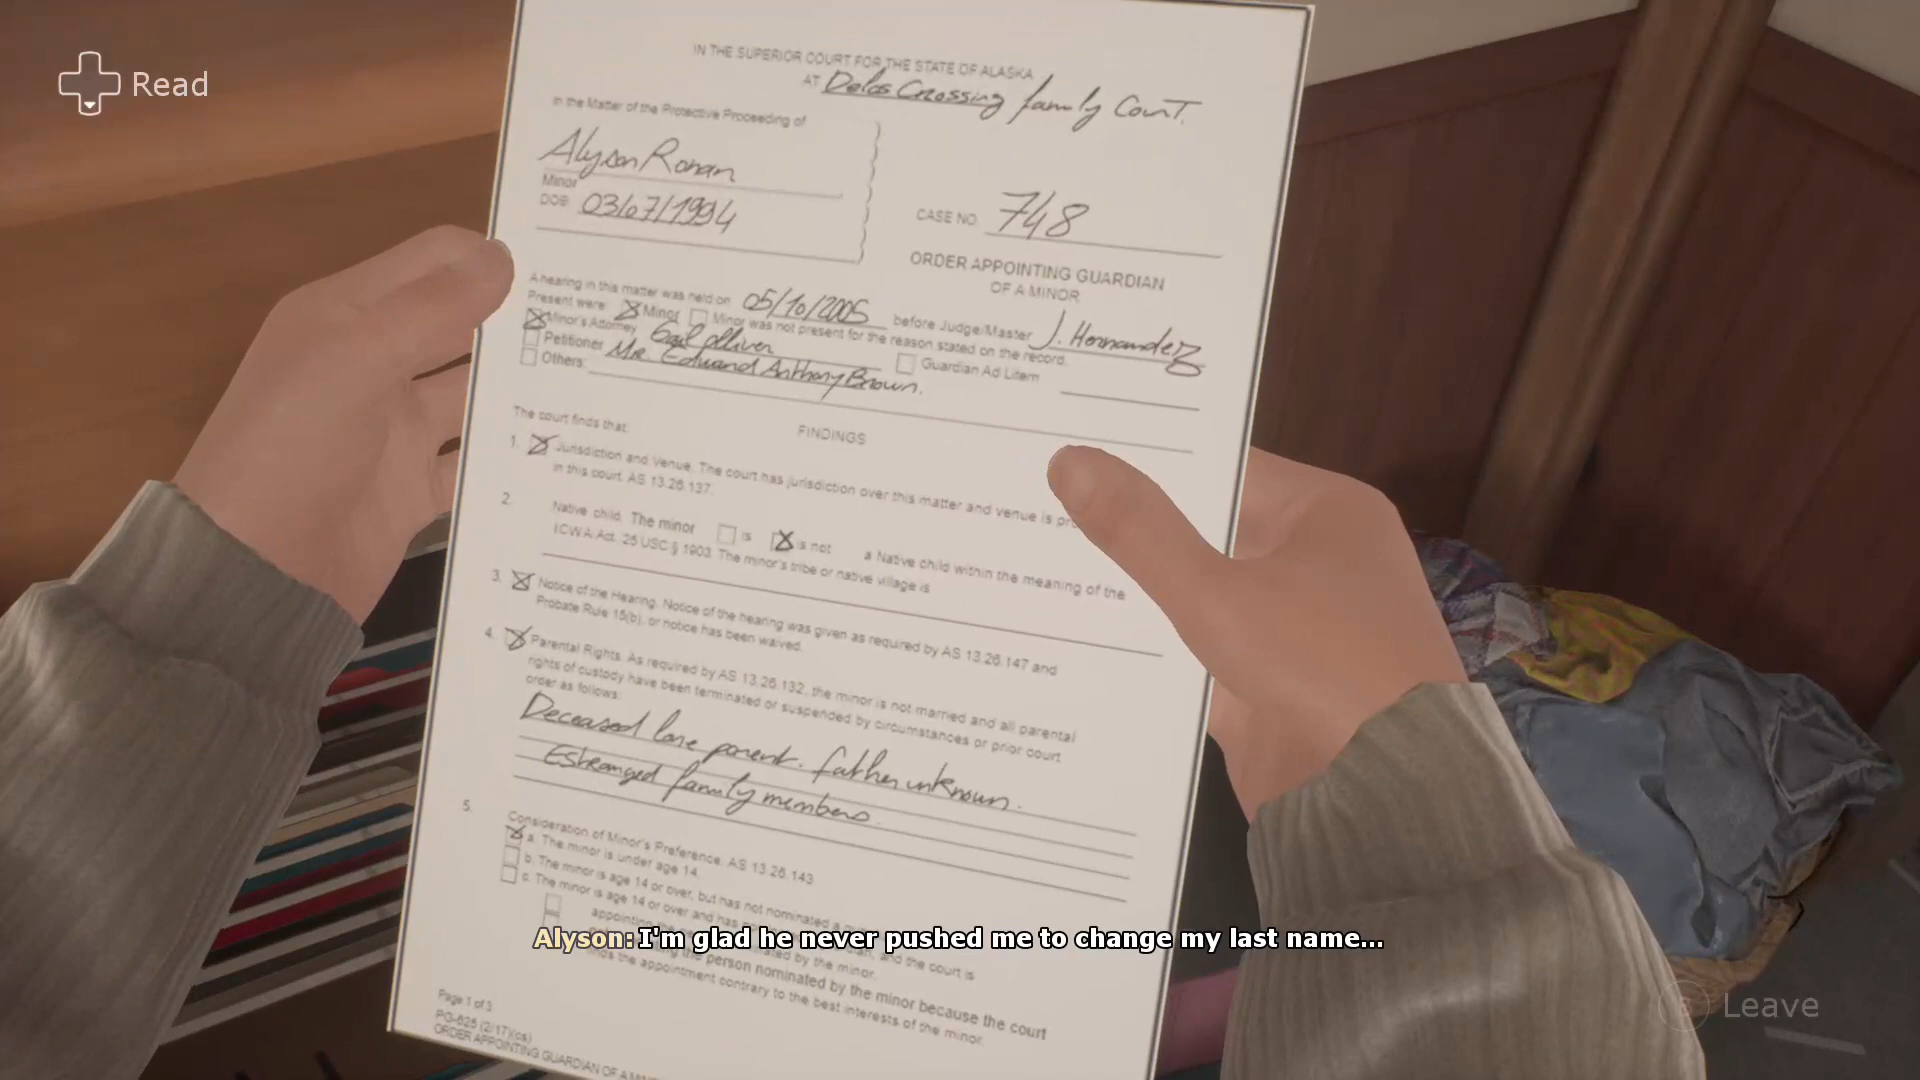 Read
IN THE SUPERIOR COURT FOR THE STATE OF ALASKA
AT Delos Crossing family Court.
In the Matter of the Protective Proceeding of
Alyson Ronan
Minor
DOB: 03/07/1994
CASE NO. 748
ORDER APPOINTING GUARDIAN
OF A MINOR
A hearing in this matter was held on 05/10/2005 before Judge/Master J. Hernandez
Present were: Minor Minor was not present for the reason stated on the record.
Minor's Attorney Gail Guardian Ad Litem
Petitioner Mr. Edward Anthony Brown.
Others:
FINDINGS
The court finds that:
1. Jurisdiction and Venue. The court has jurisdiction over this matter and venue is
in this court. AS 13.26.137.
2. Native child. The minor is is not a Native child within the meaning of the
ICWA Act. 25 USC § 1903. The minor's tribe or native village is
3. Notice of the Hearing. Notice of the hearing was given as required by AS 13.26.147 and
Probate Rule 15(b), or notice has been waived.
4. Parental Rights. As required by AS 13.26.132, the minor is not married and all parental
rights of custody have been terminated or suspended by circumstances or prior court
order as follows:
Deceased lone parent. father unknown.
Estranged family members.
5. Consideration of Minor's Preference. AS 13.26.143
a. The minor is under age 14.
b. The minor is age 14 or over, but has not nominated a
c. The minor is age 14 or over and has
and the court is
by the minor.
the person nominated by the minor because the court
finds the appointment contrary to the best interests of the minor.
Alyson: I'm glad he never pushed me to change my last name...
Page 1 of 3
PG-625 (2/17)(cs)
ORDER APPOINTING GUARDIAN OF A
Leave